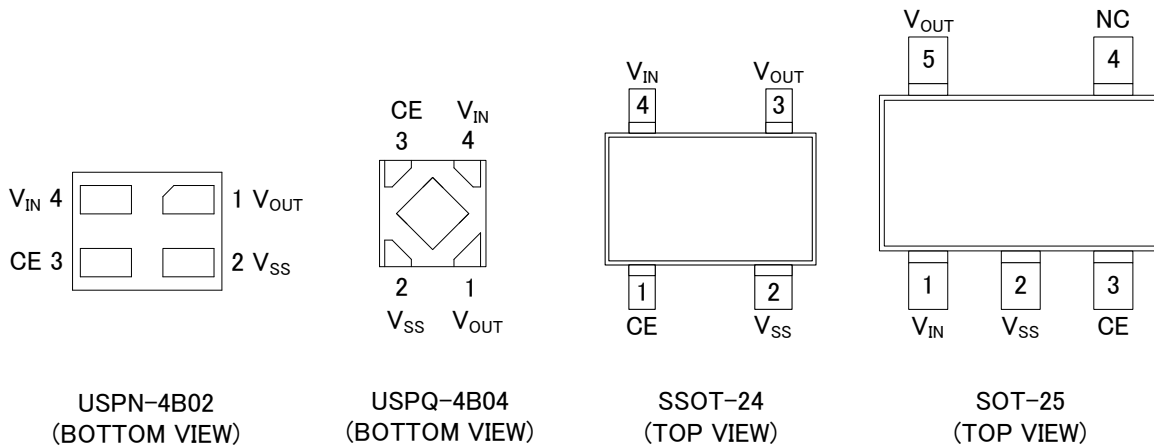 V_IN 4
1 V_OUT
CE 3
2 V_SS
USPN-4B02
(BOTTOM VIEW)
CE V_IN
3 4
2 1
V_SS V_OUT
USPQ-4B04
(BOTTOM VIEW)
V_IN V_OUT
4 3
1 2
CE V_SS
SSOT-24
(TOP VIEW)
V_OUT NC
5 4
1 2 3
V_IN V_SS CE
SOT-25
(TOP VIEW)